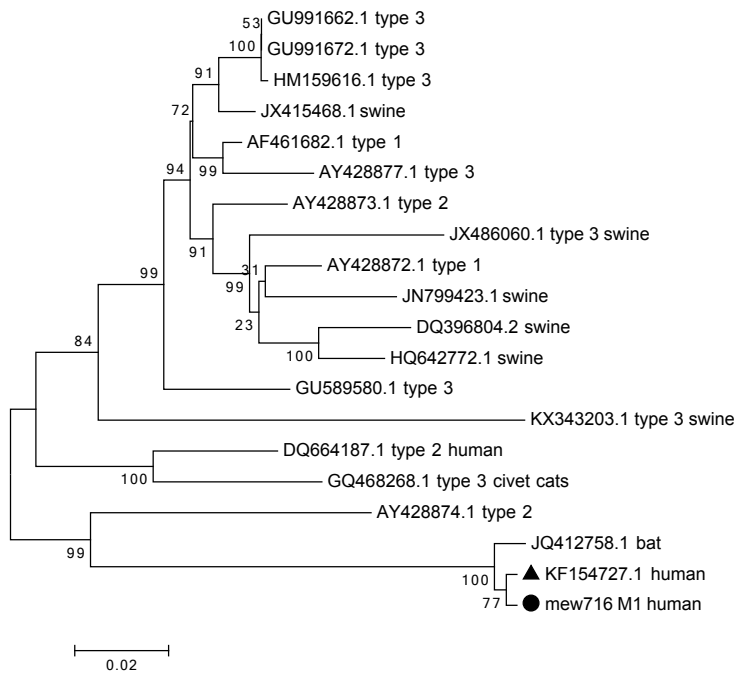 53
GU991662.1 type 3
100
GU991672.1 type 3
HM159616.1 type 3
91
JX415468.1 swine
72
AF461682.1 type 1
99
AY428877.1 type 3
94
AY428873.1 type 2
91
JX486060.1 type 3 swine
31
AY428872.1 type 1
99
JN799423.1 swine
23
DQ396804.2 swine
100
HQ642772.1 swine
99
GU589580.1 type 3
84
KX343203.1 type 3 swine
DQ664187.1 type 2 human
100
GQ468268.1 type 3 civet cats
AY428874.1 type 2
99
JQ412758.1 bat
100
KF154727.1 human
77
mew716 M1 human
0.02